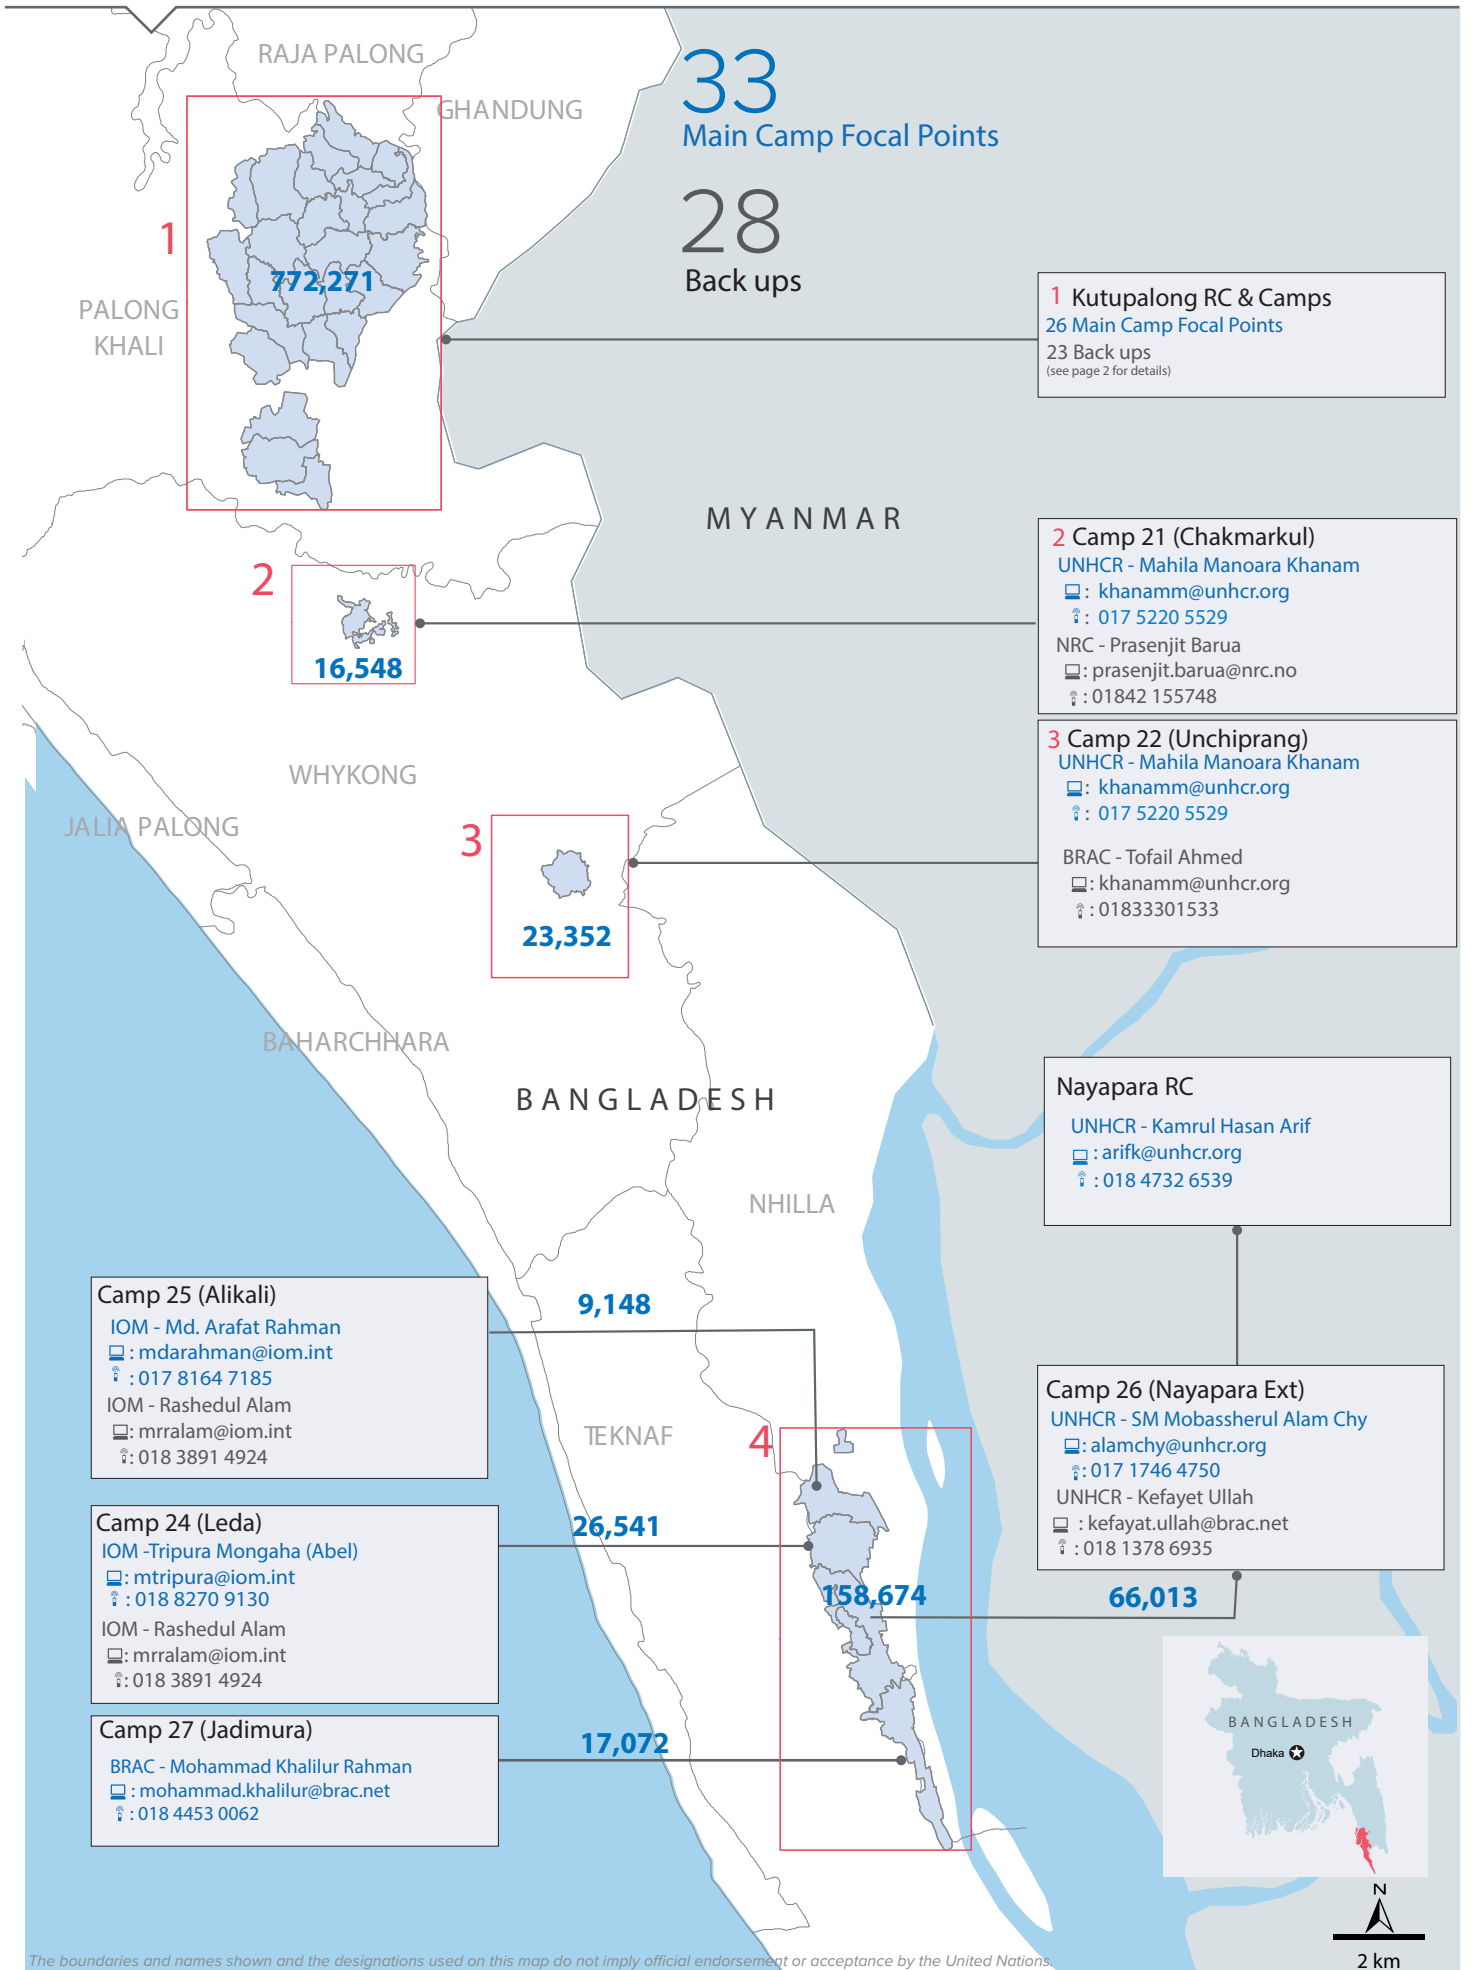 RAJA PALONG
GHANDUNG
33
Main Camp Focal Points
28
Back ups
1
772,271
PALONG
KHALI
1 Kutupalong RC & Camps
26 Main Camp Focal Points
23 Back ups
(see page 2 for details)
MYANMAR
2
16,548
2 Camp 21 (Chakmarkul)
UNHCR - Mahila Manoara Khanam
: khanamm@unhcr.org
: 017 5220 5529
NRC - Prasenjit Barua
: prasenjit.barua@nrc.no
: 01842 155748
3 Camp 22 (Unchiprang)
UNHCR - Mahila Manoara Khanam
: khanamm@unhcr.org
: 017 5220 5529
BRAC - Tofail Ahmed
: khanamm@unhcr.org
: 01833301533
WHYKONG
JALIA PALONG
3
23,352
BAHARCHHARA
BANGLADESH
Nayapara RC
UNHCR - Kamrul Hasan Arif
: arifk@unhcr.org
: 018 4732 6539
NHILLA
Camp 25 (Alikali)
IOM - Md. Arafat Rahman
: mdarahman@iom.int
: 017 8164 7185
IOM - Rashedul Alam
: mrralam@iom.int
: 018 3891 4924
9,148
TEKNAF
4
Camp 26 (Nayapara Ext)
UNHCR - SM Mobassherul Alam Chy
: alamchy@unhcr.org
: 017 1746 4750
UNHCR - Kefayet Ullah
: kefayat.ullah@brac.net
: 018 1378 6935
Camp 24 (Leda)
IOM -Tripura Mongaha (Abel)
: mtripura@iom.int
: 018 8270 9130
IOM - Rashedul Alam
: mrralam@iom.int
: 018 3891 4924
26,541
158,674
66,013
Camp 27 (Jadimura)
BRAC - Mohammad Khalilur Rahman
: mohammad.khalilur@brac.net
: 018 4453 0062
17,072
BANGLADESH
Dhaka
N
2 km
The boundaries and names shown and the designations used on this map do not imply official endorsement or acceptance by the United Nations.